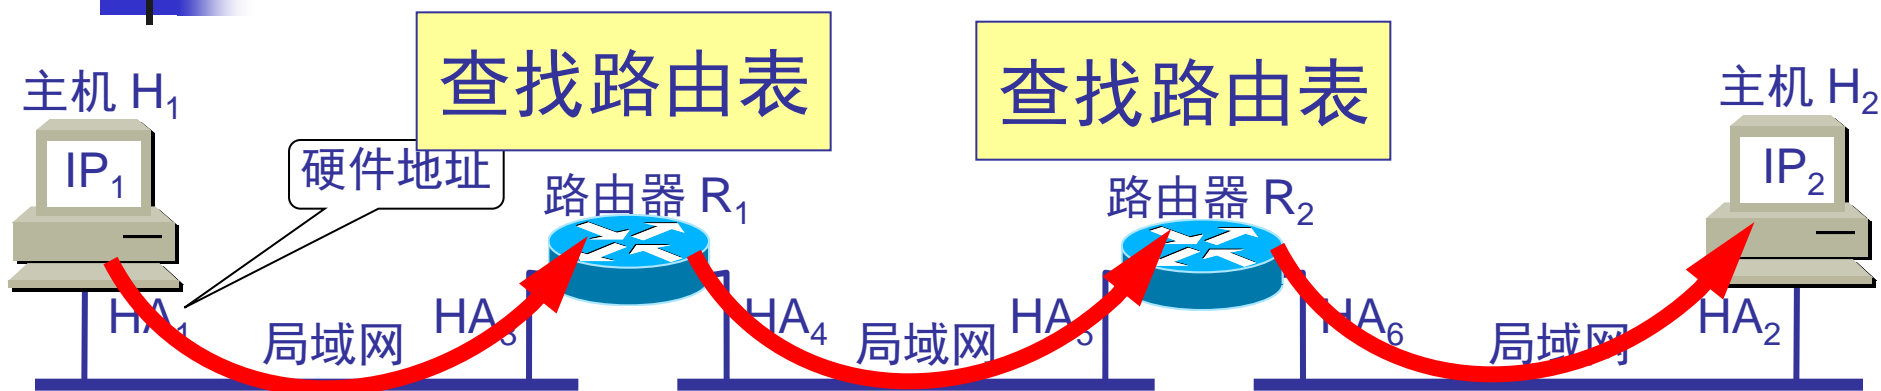 查找路由表
查找路由表
主机 H1
主机 H2
硬件地址
IP1
IP2
路由器 R1
路由器 R2
HA1
局域网
HA3
HA4
局域网
HA5
HA6
局域网
HA2